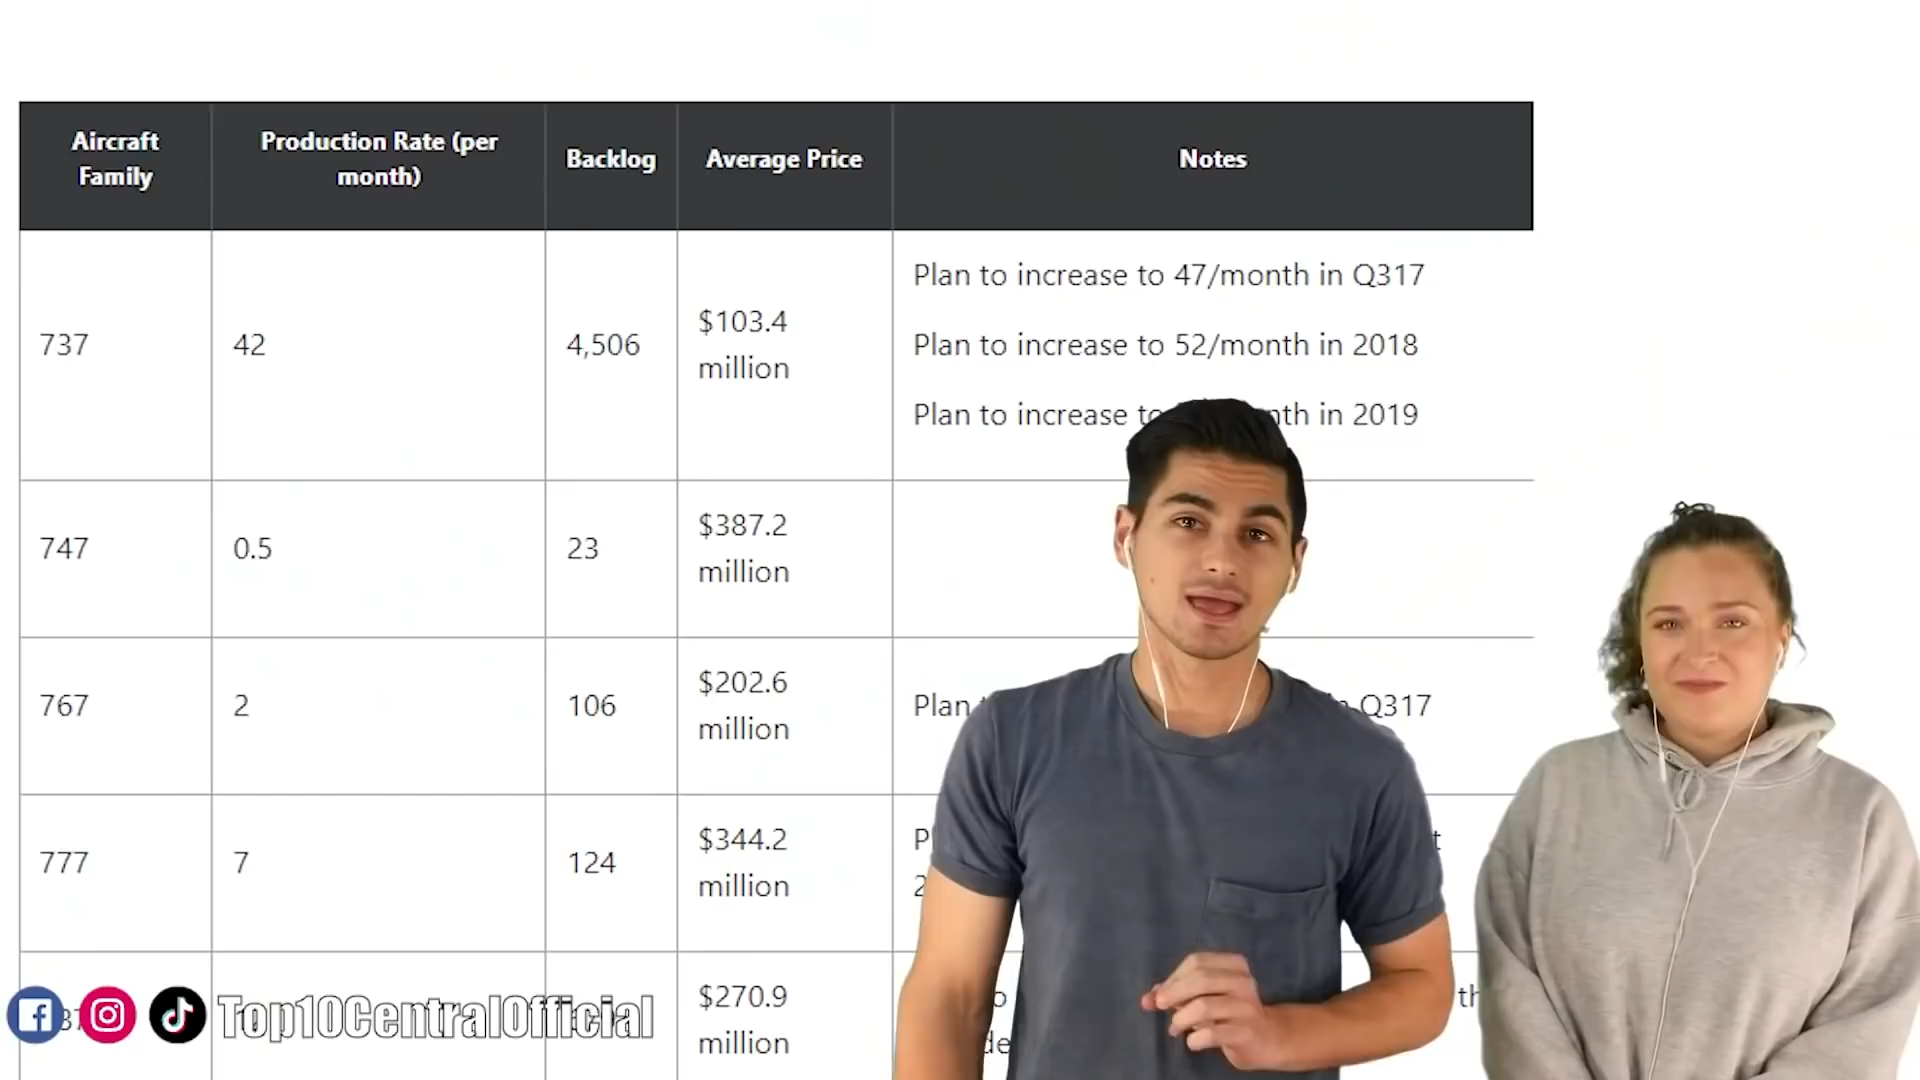 Aircraft
Family
Production Rate (per
month)
Backlog
Average Price
Notes
737
42
4,506
$103.4
million
Plan to increase to 47/month in Q317
Plan to increase to 52/month in 2018
Plan to increase to in 2019
747
0.5
23
$387.2
million
767
2
106
$202.6
million
Plan Q317
777
7
124
$344.2
million
$270.9
million
Top10CentralOfficial